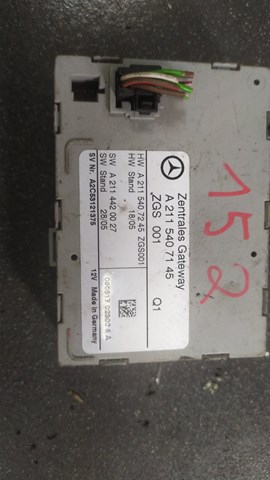 Zentrales Gateway
A 211 540 71 45
ZGS 001 Q1
HW A 211 540 72 45 ZGS001
HW Stand 18/05
SW A 211 442 00 27
SW Stand 28/05
SV Nr. A2C53121375 12V Made in Germany
152